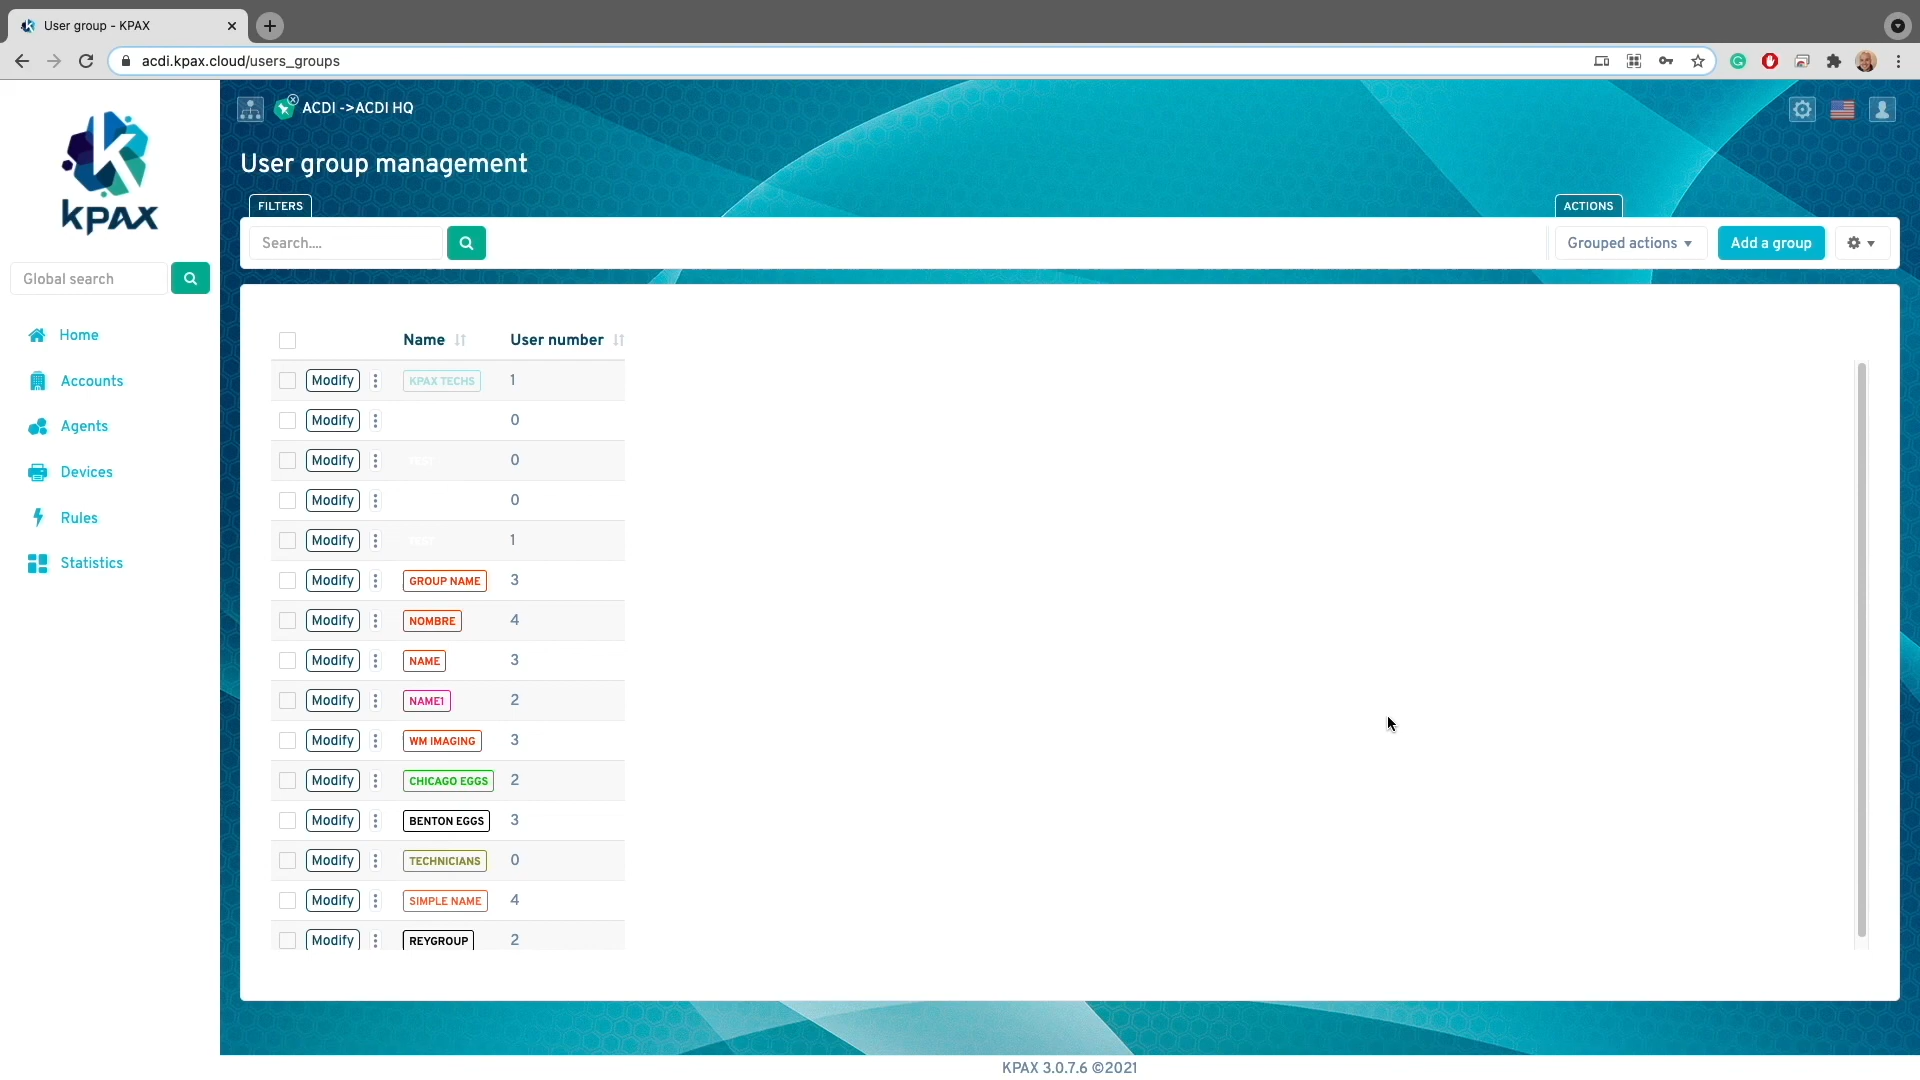 User group - KPAX
acdi.kpax.cloud/users_groups
kpax
Global search
Home
Accounts
Agents
Devices
Rules
Statistics
ACDI ->ACDI HQ
User group management
FILTERS
ACTIONS
Search....
Grouped actions
Add a group
Name
User number
Modify KPAX TECHS 1
Modify 0
Modify TEST 0
Modify 0
Modify TEST 1
Modify GROUP NAME 3
Modify NOMBRE 4
Modify NAME 3
Modify NAME1 2
Modify WM IMAGING 3
Modify CHICAGO EGGS 2
Modify BENTON EGGS 3
Modify TECHNICIANS 0
Modify SIMPLE NAME 4
Modify REYGROUP 2
KPAX 3.0.7.6 ©2021